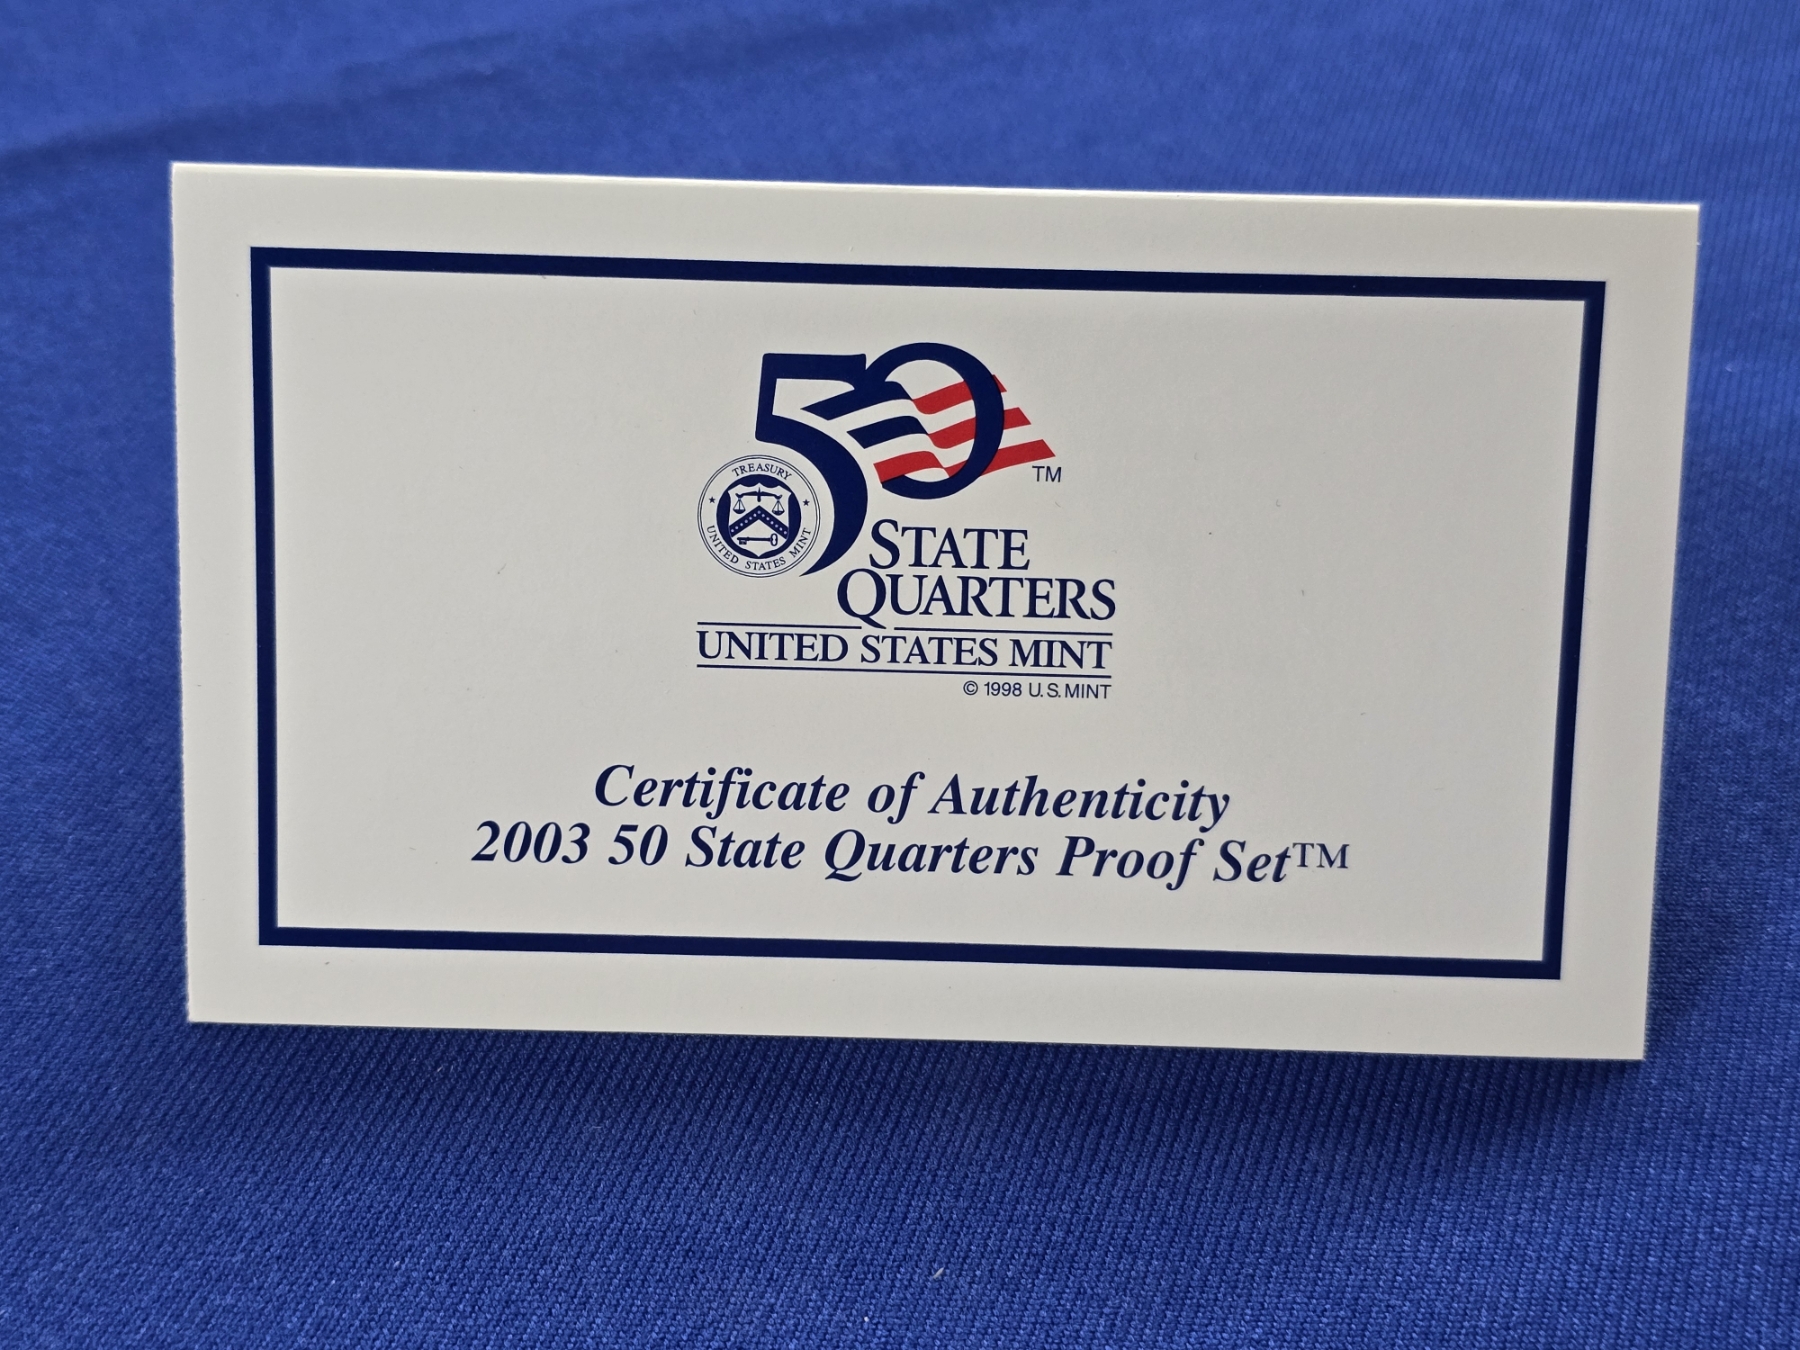 50
TM
TREASURY
UNITED STATES MINT
STATE
QUARTERS
UNITED STATES MINT
© 1998 U.S. MINT
Certificate of Authenticity
2003 50 State Quarters Proof Set™